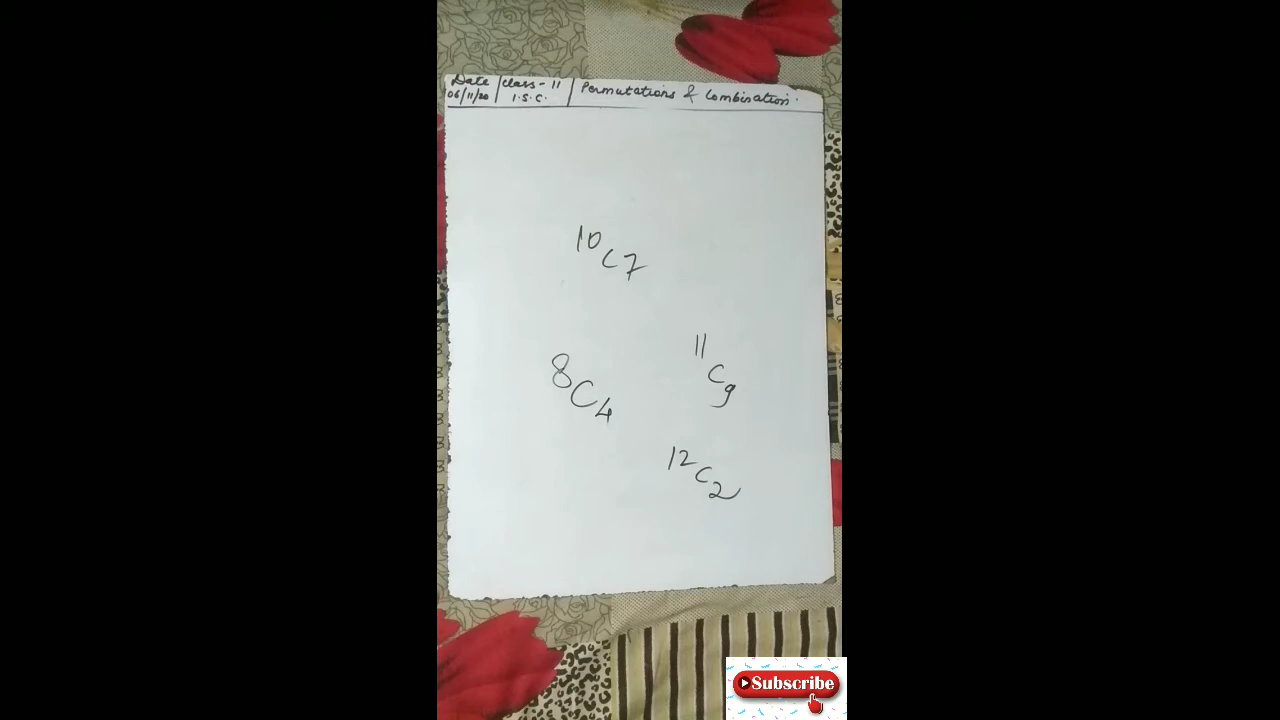 Date | Class - 11 | Permutations & Combination.
06/11/20 | I.S.C.
10C7
11C9
8C4
12C2
Subscribe